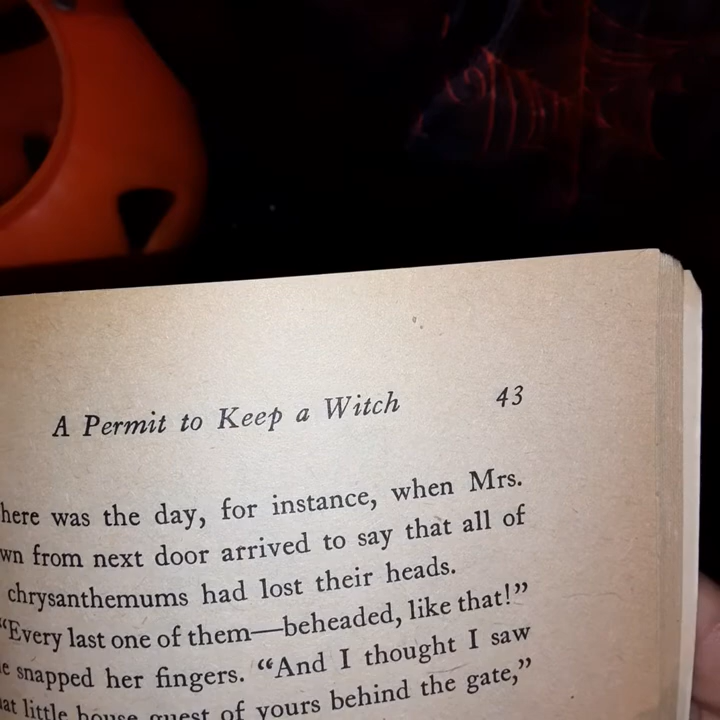 A Permit to Keep a Witch 43
here was the day, for instance, when Mrs.
wn from next door arrived to say that all of
chrysanthemums had lost their heads.
“Every last one of them—beheaded, like that!”
e snapped her fingers. “And I thought I saw
at little house guest of yours behind the gate,”